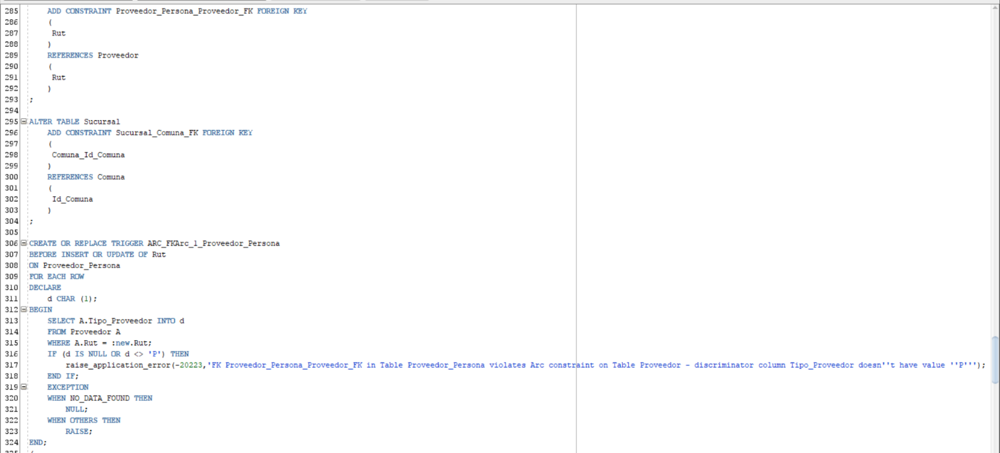 285 ADD CONSTRAINT Proveedor_Persona_Proveedor_FK FOREIGN KEY
286 (
287 Rut
288 )
289 REFERENCES Proveedor
290 (
291 Rut
292 )
293 ;
294
295 ALTER TABLE Sucursal
296 ADD CONSTRAINT Sucursal_Comuna_FK FOREIGN KEY
297 (
298 Comuna_Id_Comuna
299 )
300 REFERENCES Comuna
301 (
302 Id_Comuna
303 )
304 ;
305
306 CREATE OR REPLACE TRIGGER ARC_FKArc_1_Proveedor_Persona
307 BEFORE INSERT OR UPDATE OF Rut
308 ON Proveedor_Persona
309 FOR EACH ROW
310 DECLARE
311 d CHAR (1);
312 BEGIN
313 SELECT A.Tipo_Proveedor INTO d
314 FROM Proveedor A
315 WHERE A.Rut = :new.Rut;
316 IF (d IS NULL OR d <> 'P') THEN
317 raise_application_error(-20223,'FK Proveedor_Persona_Proveedor_FK in Table Proveedor_Persona violates Arc constraint on Table Proveedor - discriminator column Tipo_Proveedor doesn''t have value ''P''');
318 END IF;
319 EXCEPTION
320 WHEN NO_DATA_FOUND THEN
321 NULL;
322 WHEN OTHERS THEN
323 RAISE;
324 END;